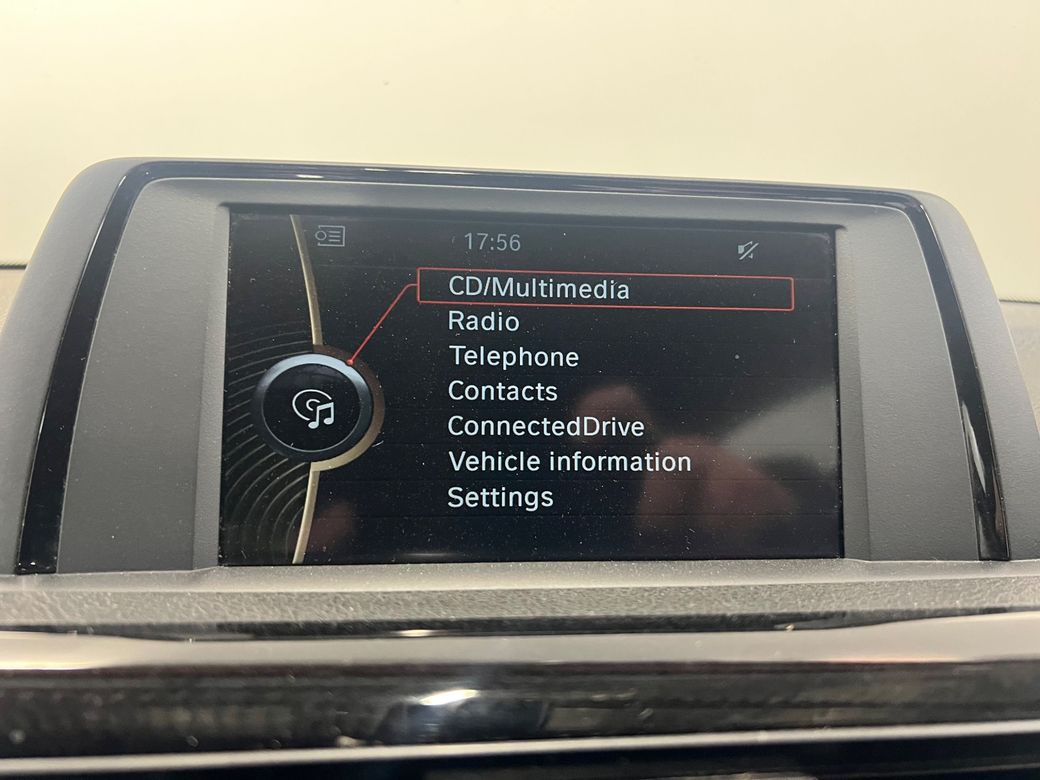 17:56
CD/Multimedia
Radio
Telephone
Contacts
ConnectedDrive
Vehicle information
Settings